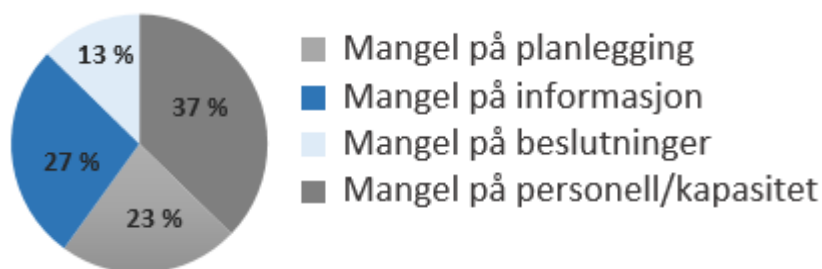 13 %
37 %
27 %
23 %
Mangel på planlegging
Mangel på informasjon
Mangel på beslutninger
Mangel på personell/kapasitet